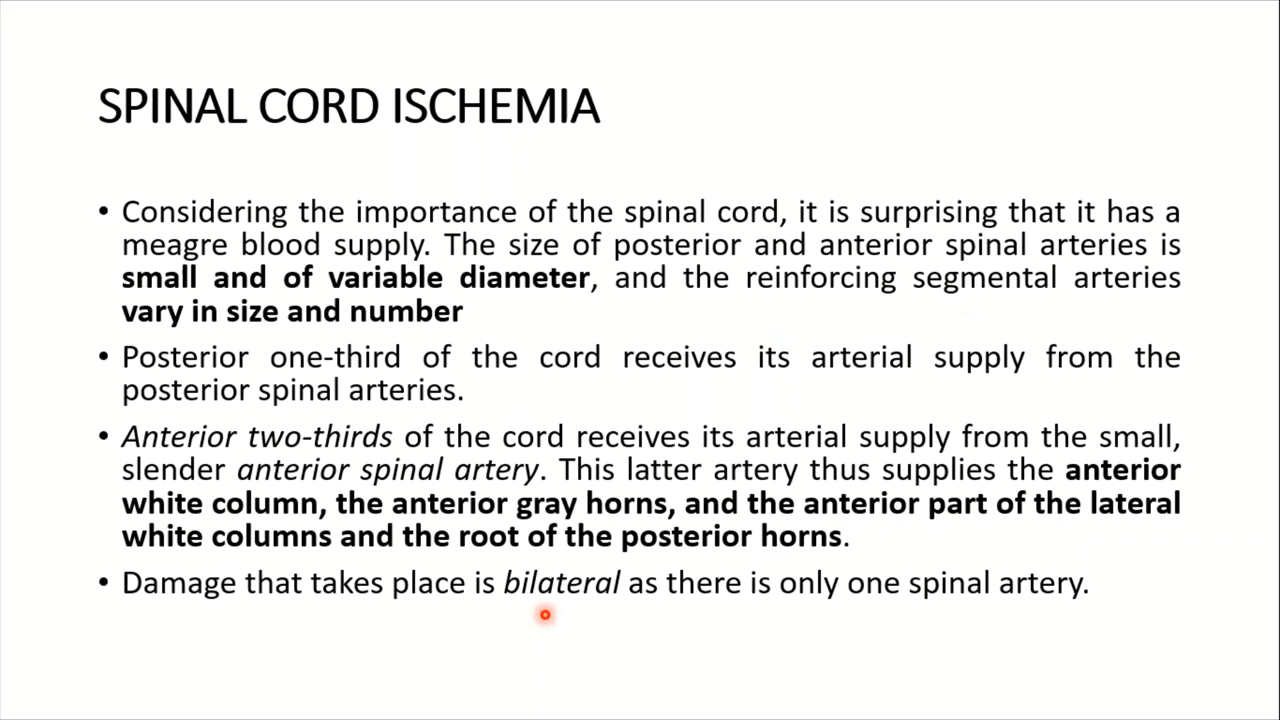 SPINAL CORD ISCHEMIA
• Considering the importance of the spinal cord, it is surprising that it has a
meagre blood supply. The size of posterior and anterior spinal arteries is
small and of variable diameter, and the reinforcing segmental arteries
vary in size and number
• Posterior one-third of the cord receives its arterial supply from the
posterior spinal arteries.
• Anterior two-thirds of the cord receives its arterial supply from the small,
slender anterior spinal artery. This latter artery thus supplies the anterior
white column, the anterior gray horns, and the anterior part of the lateral
white columns and the root of the posterior horns.
• Damage that takes place is bilateral as there is only one spinal artery.